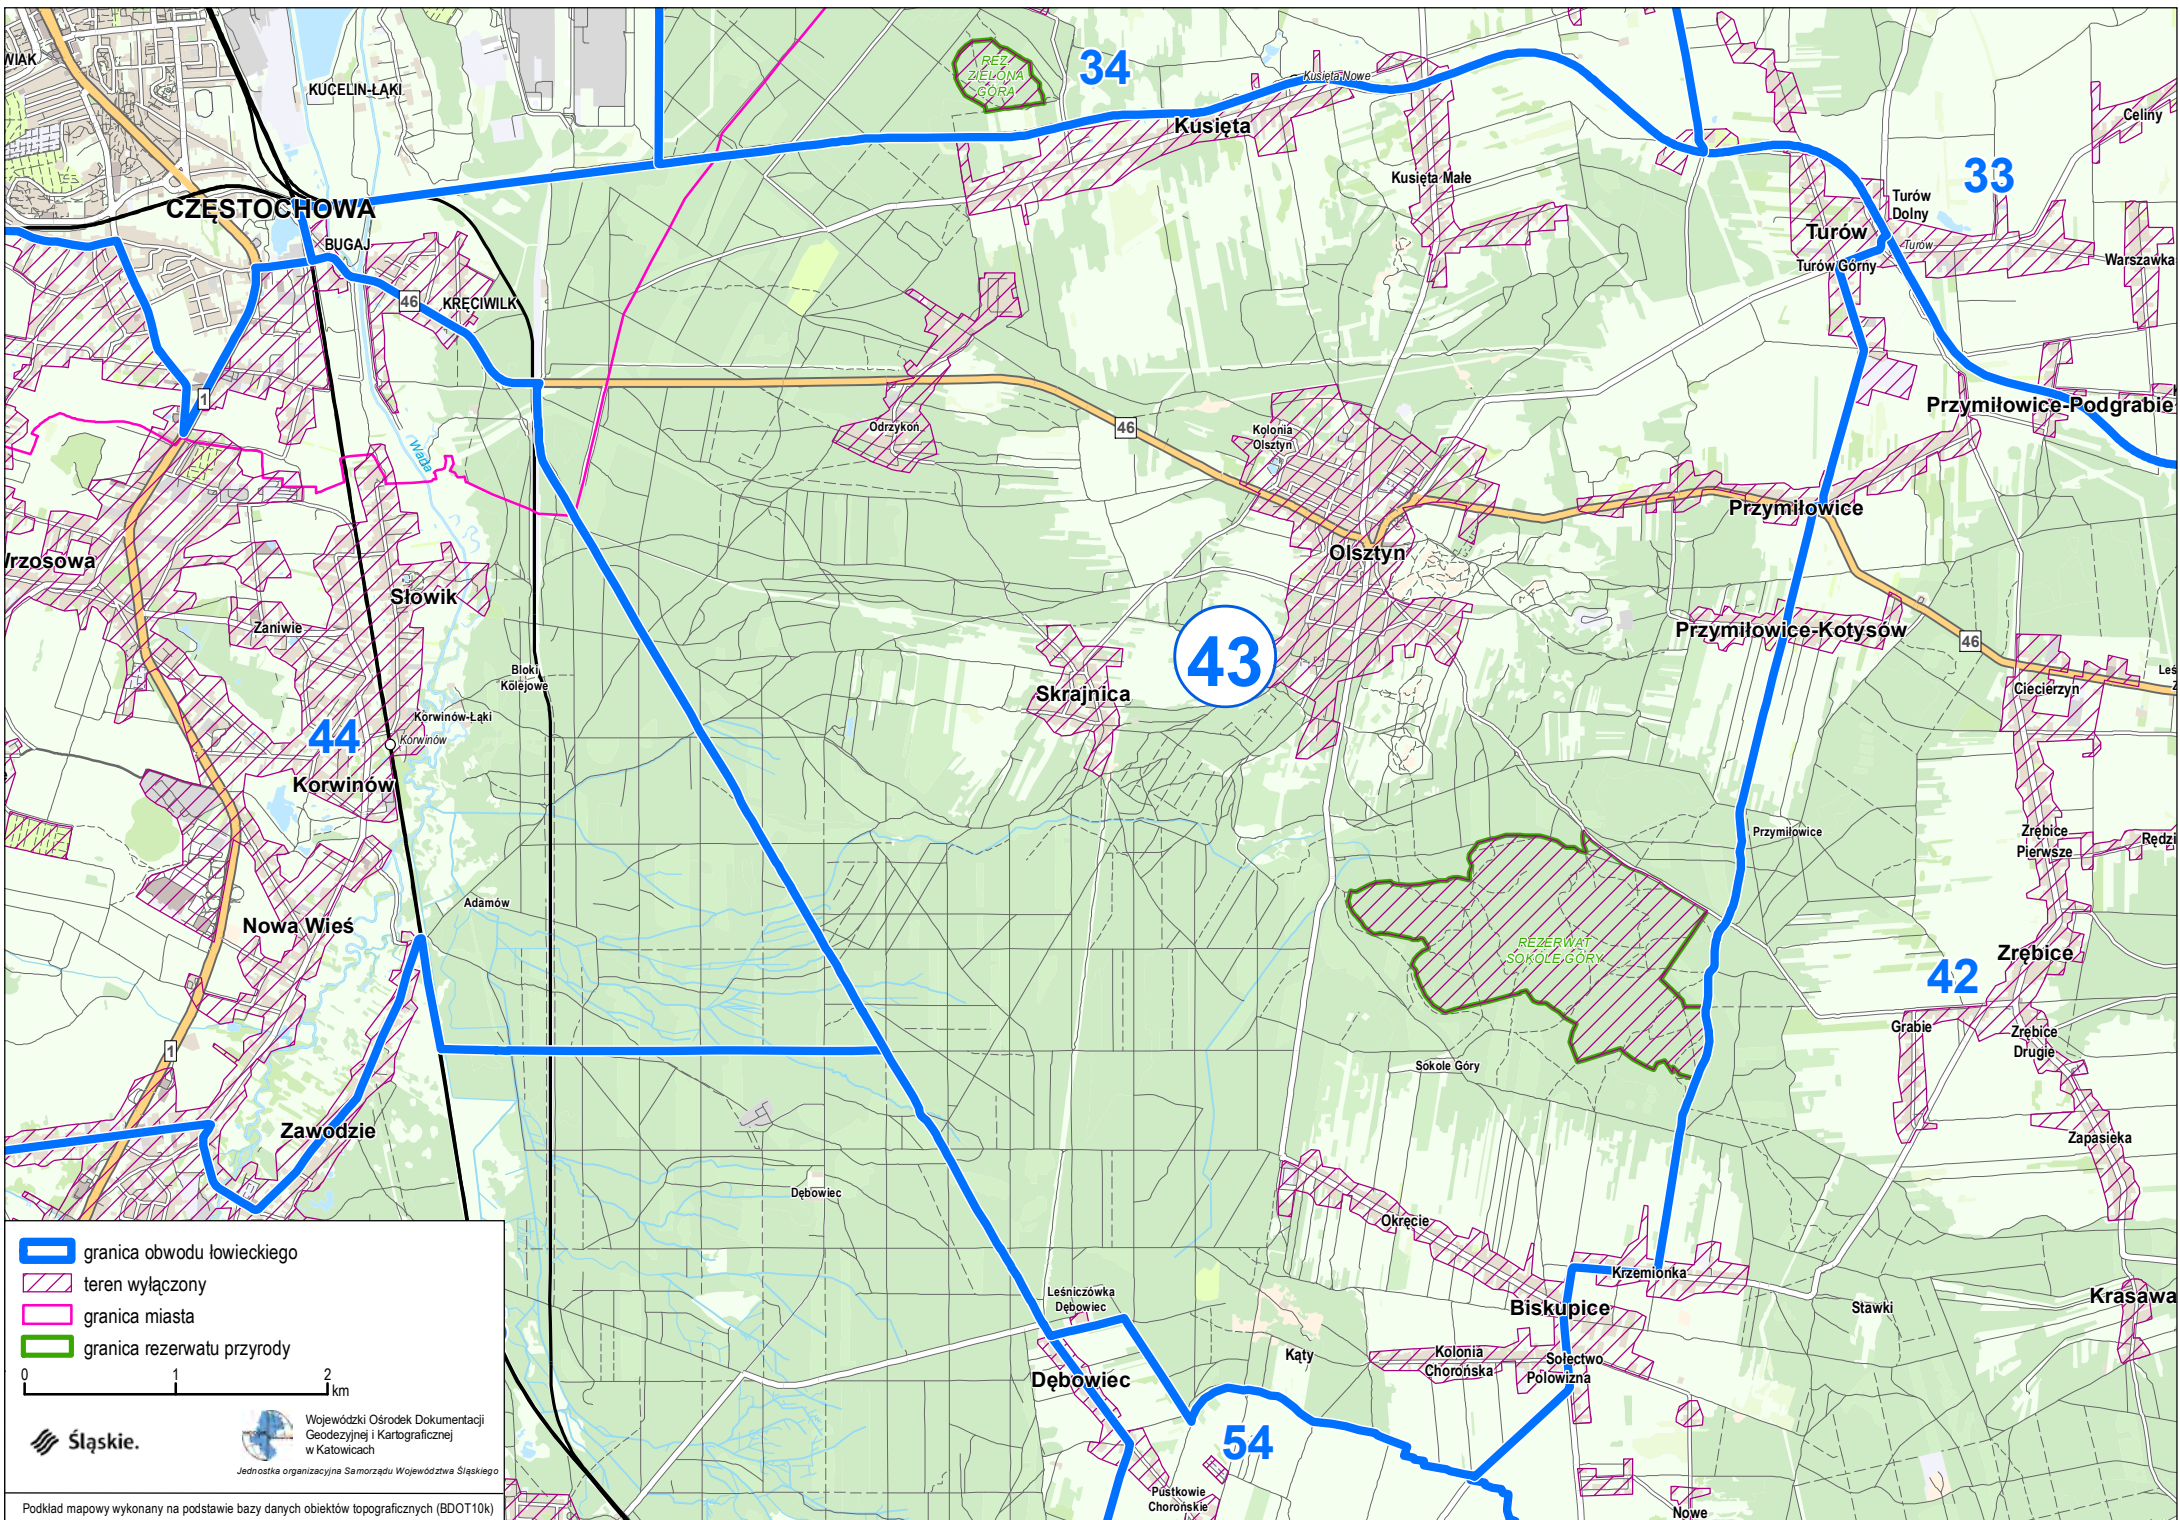 WIAK
KUCELIN-ŁĄKI
REZ.
ZIELONA
GÓRA
34
Kusięta-Nowe
Kusięta
Celiny
Kusięta Małe
33
CZĘSTOCHOWA
Turów
Dolny
Turów
Turów
BUGAJ
Turów Górny
Warszawka
46
KRĘCIWILK
1
Przymiłowice-Podgrabie
Odrzykoń
46
Kolonia
Olsztyn
Warta
Przymiłowice
Olsztyn
Wrzosowa
Słowik
Zaniwie
Przymiłowice-Kotysów
46
43
Bloki
Kolejowe
Skrajnica
Ciecierzyn
Leś
Korwinów-Łąki
44
Korwinów
Korwinów
Przymiłowice
Zrębice
Pierwsze
Rędzi
Adamów
Nowa Wieś
REZERWAT
SOKOLE GÓRY
Zrębice
42
Grabie
Zrębice
Drugie
1
Sokole Góry
Zawodzie
Zapasieka
Dębowiec
Okręcie
granica obwodu łowieckiego
Krzemionka
teren wyłączony
Leśniczówka
Dębowiec
Biskupice
Stawki
Krasawa
granica miasta
granica rezerwatu przyrody
Kąty
Kolonia
Chorońska
Sołectwo
Polowizna
0 1 2
km
Dębowiec
Śląskie.
Wojewódzki Ośrodek Dokumentacji
Geodezyjnej i Kartograficznej
w Katowicach
54
Jednostka organizacyjna Samorządu Województwa Śląskiego
Pustkowie
Chorońskie
Podkład mapowy wykonany na podstawie bazy danych obiektów topograficznych (BDOT10k)
Nowe